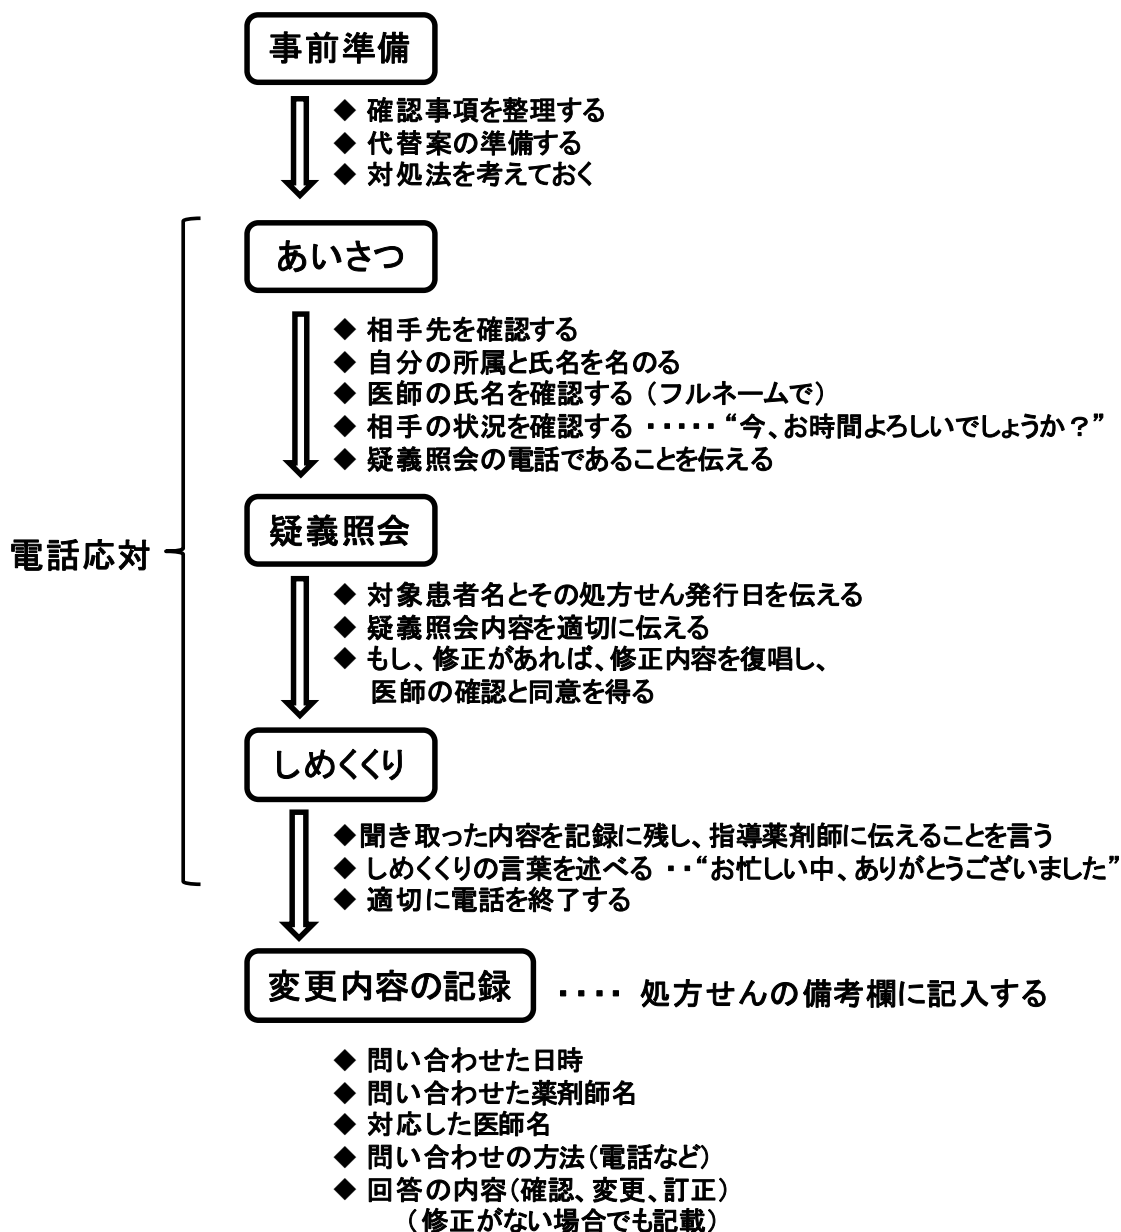 事前準備
◆ 確認事項を整理する
◆ 代替案の準備する
◆ 対処法を考えておく
あいさつ
◆ 相手先を確認する
◆ 自分の所属と氏名を名のる
◆ 医師の氏名を確認する（フルネームで）
◆ 相手の状況を確認する ・・・・・ “今、お時間よろしいでしょうか？”
◆ 疑義照会の電話であることを伝える
電話応対
疑義照会
◆ 対象患者名とその処方せん発行日を伝える
◆ 疑義照会内容を適切に伝える
◆ もし、修正があれば、修正内容を復唱し、
医師の確認と同意を得る
しめくくり
◆聞き取った内容を記録に残し、指導薬剤師に伝えることを言う
◆ しめくくりの言葉を述べる ・・“お忙しい中、ありがとうございました”
◆ 適切に電話を終了する
変更内容の記録 ・・・・ 処方せんの備考欄に記入する
◆ 問い合わせた日時
◆ 問い合わせた薬剤師名
◆ 対応した医師名
◆ 問い合わせの方法（電話など）
◆ 回答の内容（確認、変更、訂正）
（修正がない場合でも記載）